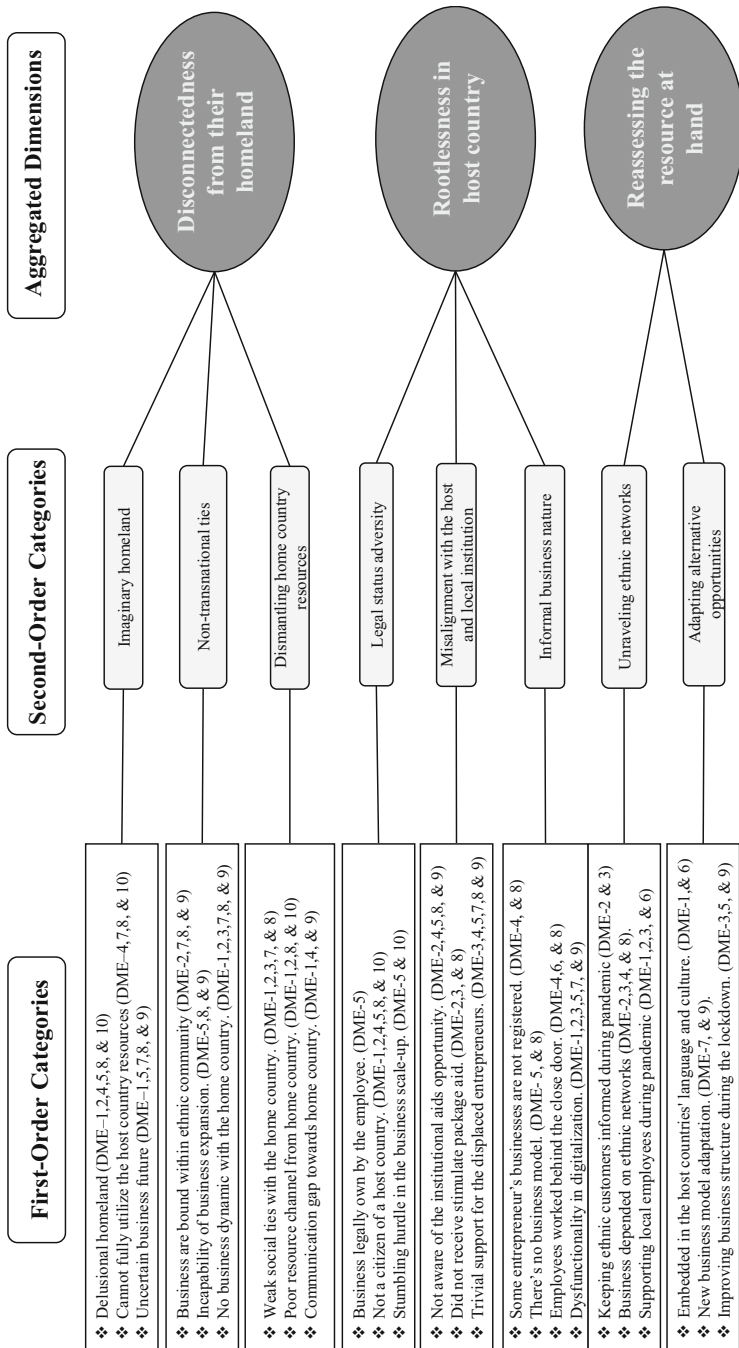 First-Order Categories
Second-Order Categories
Aggregated Dimensions
❖ Delusional homeland (DME–1,2,4,5,8, & 10)
❖ Cannot fully utilize the host country resources (DME–4,7,8, & 10)
❖ Uncertain business future (DME–1,5,7,8, & 9)
Imaginary homeland
❖ Business are bound within ethnic community (DME-2,7,8, & 9)
❖ Incapability of business expansion. (DME-5,8, & 9)
❖ No business dynamic with the home country. (DME-1,2,3,7,8, & 9)
Non-transnational ties
❖ Weak social ties with the home country. (DME-1,2,3,7, & 8)
❖ Poor resource channel from home country. (DME-1,2,8, & 10)
❖ Communication gap towards home country. (DME-1,4, & 9)
Dismantling home country
resources
Disconnectedness
from their
homeland
❖ Business legally own by the employee. (DME-5)
❖ Not a citizen of a host country. (DME-1,2,4,5,8, & 10)
❖ Stumbling hurdle in the business scale-up. (DME-5 & 10)
Legal status adversity
❖ Not aware of the institutional aids opportunity. (DME-2,4,5,8, & 9)
❖ Did not receive stimulate package aid. (DME-2,3, & 8)
❖ Trivial support for the displaced entrepreneurs. (DME-3,4,5,7,8 & 9)
Misalignment with the host
and local institution
❖ Some entrepreneur's businesses are not registered. (DME-4, & 8)
❖ There's no business model. (DME- 5, & 8)
❖ Employees worked behind the close door. (DME-4,6, & 8)
❖ Dysfunctionality in digitalization. (DME-1,2,3,5,7, & 9)
Informal business nature
Rootlessness in
host country
❖ Keeping ethnic customers informed during pandemic (DME-2 & 3)
❖ Business depended on ethnic networks (DME-2,3,4, & 8).
❖ Supporting local employees during pandemic (DME-1,2,3, & 6)
Unraveling ethnic networks
❖ Embedded in the host countries' language and culture. (DME-1,& 6)
❖ New business model adaptation. (DME-7, & 9).
❖ Improving business structure during the lockdown. (DME-3,5, & 9)
Adapting alternative
opportunities
Reassessing the
resource at
hand